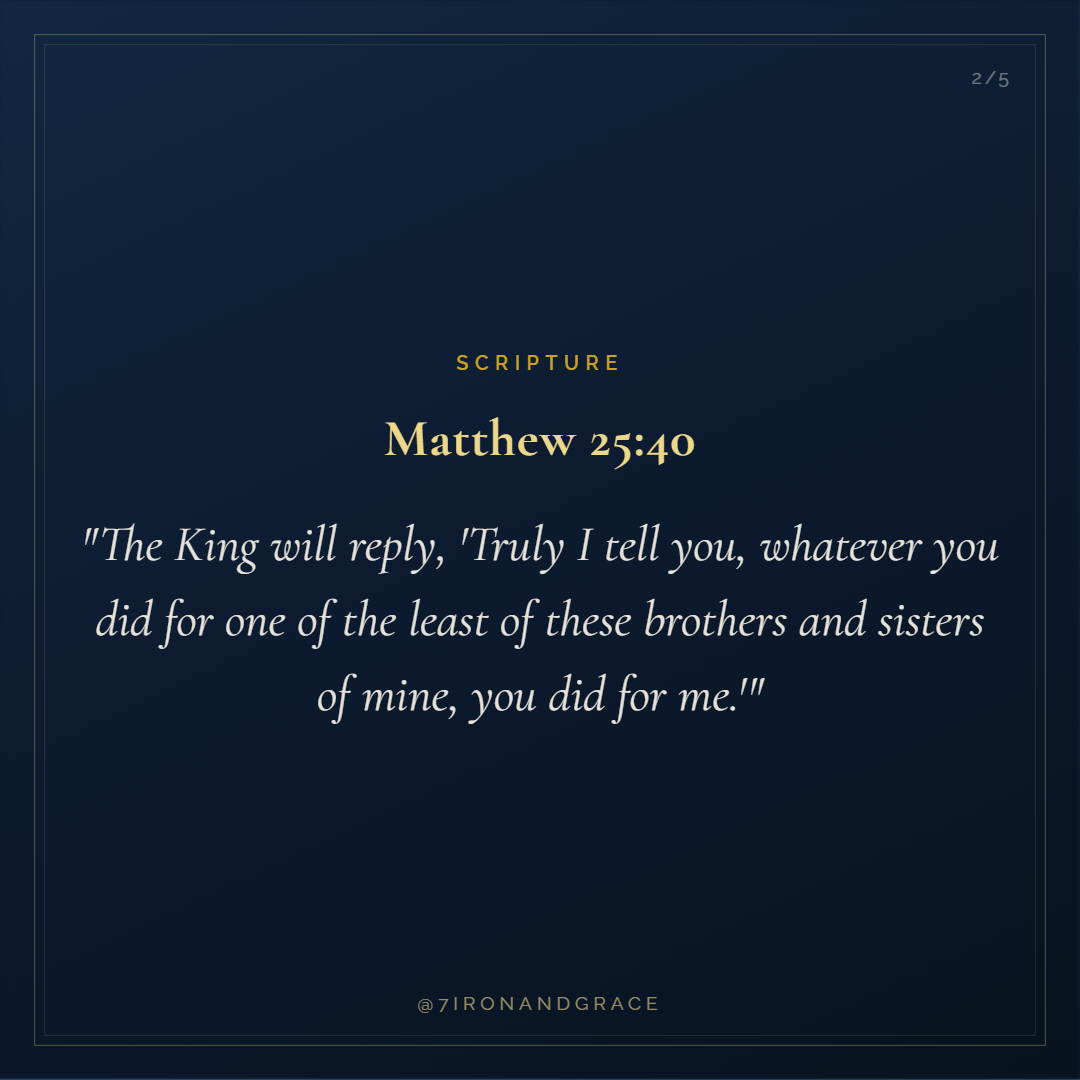 2/5
SCRIPTURE
Matthew 25:40
"The King will reply, 'Truly I tell you, whatever you
did for one of the least of these brothers and sisters
of mine, you did for me.'"
@7IRONANDGRACE